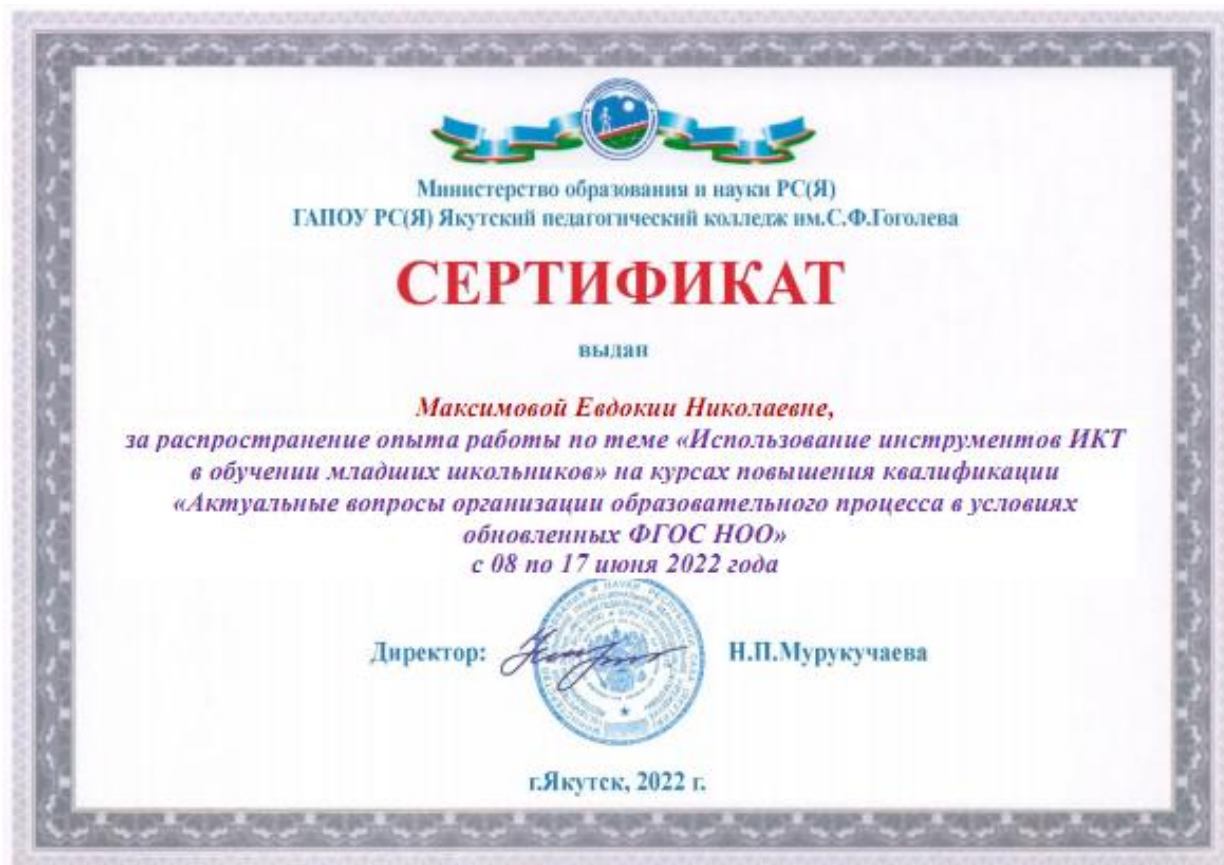 Министерство образования и науки РС(Я)
ГАПОУ РС(Я) Якутский педагогический колледж им.С.Ф.Гоголева
СЕРТИФИКАТ
выдан
Максимовой Евдокии Николаевне,
за распространение опыта работы по теме «Использование инструментов ИКТ
в обучении младших школьников» на курсах повышения квалификации
«Актуальные вопросы организации образовательного процесса в условиях
обновленных ФГОС НОО»
с 08 по 17 июня 2022 года
Директор: Н.П.Мурукучаева
г.Якутск, 2022 г.